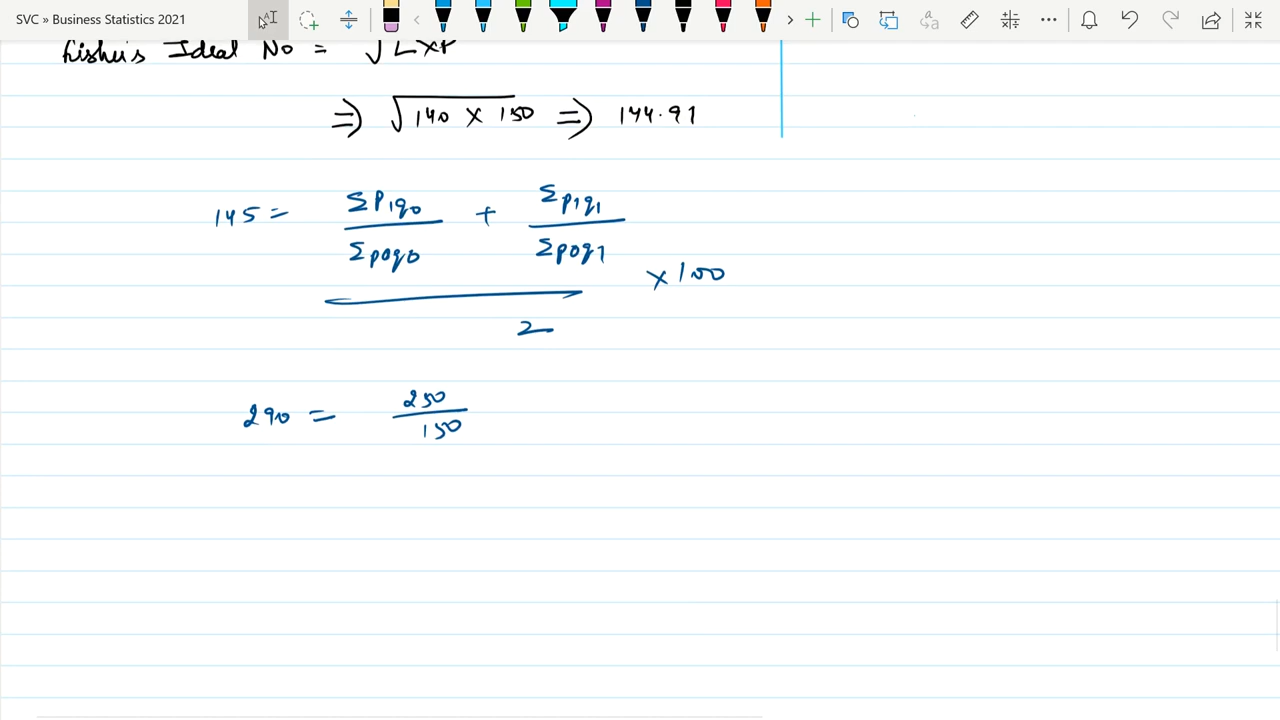 SVC » Business Statistics 2021
Fisher's Ideal No = √L×P
⇒ √140 × 150 ⇒ 144.91
145 = Σp1q0 / Σp0q0 + Σp1q1 / Σp0q1
× 100
2
290 = 250 / 150